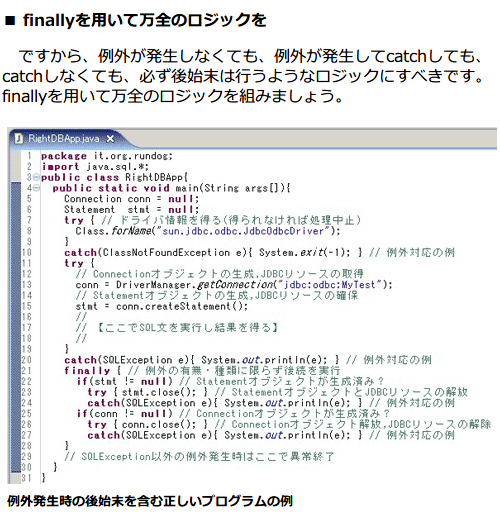 ■ finallyを用いて万全のロジックを
ですから、例外が発生しなくても、例外が発生してcatchしても、
catchしなくても、必ず後始末は行うようなロジックにすべきです。
finallyを用いて万全のロジックを組みましょう。
RightDBApp.java
1 package it.org.rundog;
2 import java.sql.*;
3 public class RightDBApp{
4 public static void main(String args[]){
5 Connection conn = null;
6 Statement stmt = null;
7 try { // ドライバ情報を得る(得られなければ処理中止)
8 Class.forName("sun.jdbc.odbc.JdbcOdbcDriver");
9 }
10 catch(ClassNotFoundException e){ System.exit(-1); } // 例外対応の例
11 try {
12 // Connectionオブジェクトの生成,JDBCリソースの取得
13 conn = DriverManager.getConnection("jdbc:odbc:MyTest");
14 // Statementオブジェクトの生成,JDBCリソースの確保
15 stmt = conn.createStatement();
16 //
17 // 【ここでSQL文を実行し結果を得る】
18 //
19 }
20 catch(SQLException e){ System.out.println(e); } // 例外対応の例
21 finally { // 例外の有無・種類に限らず後続を実行
22 if(stmt != null) // Statementオブジェクトが生成済み？
23 try { stmt.close(); } // StatementオブジェクトとJDBCリソースの解放
24 catch(SQLException e){ System.out.println(e); } // 例外対応の例
25 if(conn != null) // Connectionオブジェクトが生成済み？
26 try { conn.close(); } // Connectionオブジェクト解放,JDBCリソースの解除
27 catch(SQLException e){ System.out.println(e); } // 例外対応の例
28 }
29 // SQLException以外の例外発生時はここで異常終了
30 }
31 }
例外発生時の後始末を含む正しいプログラムの例